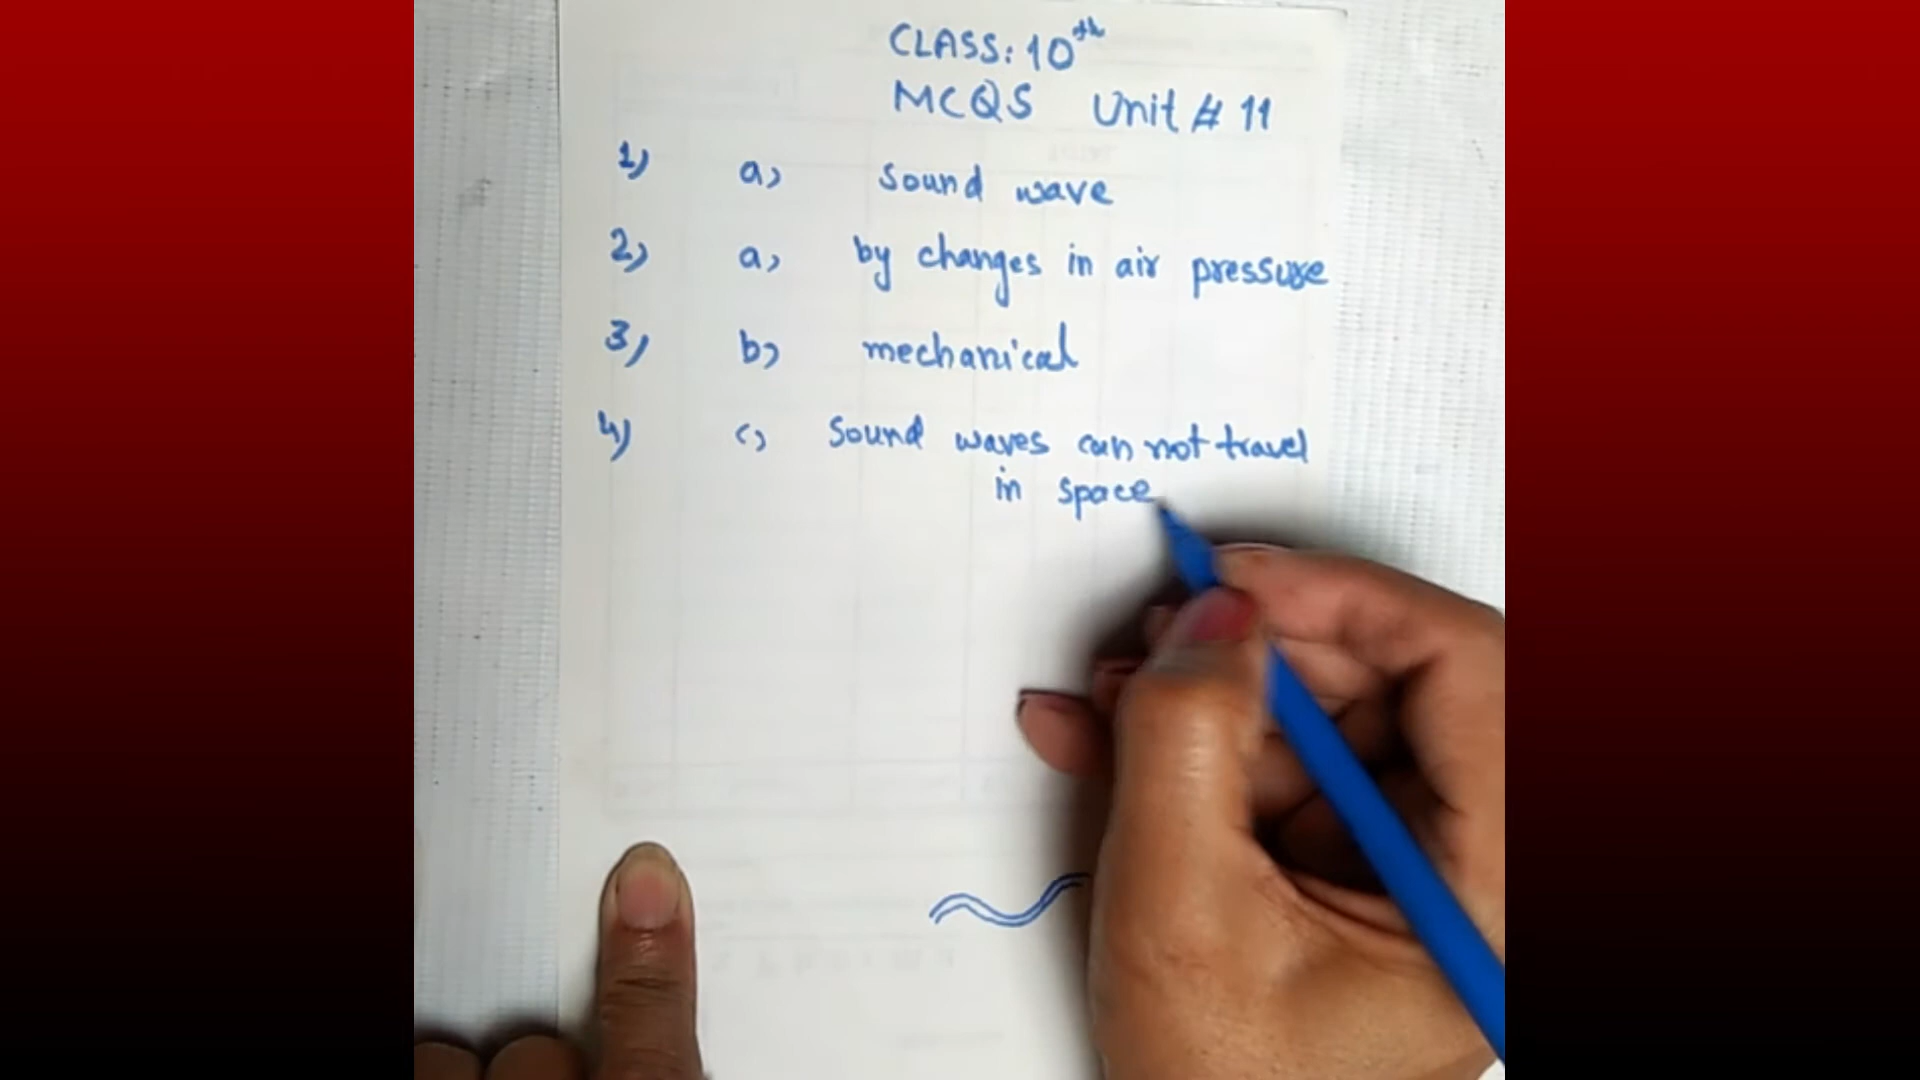 CLASS: 10th
MCQS Unit # 11
1) a) Sound wave
2) a) by changes in air pressure
3) b) mechanical
4) c) Sound waves can not travel
in space